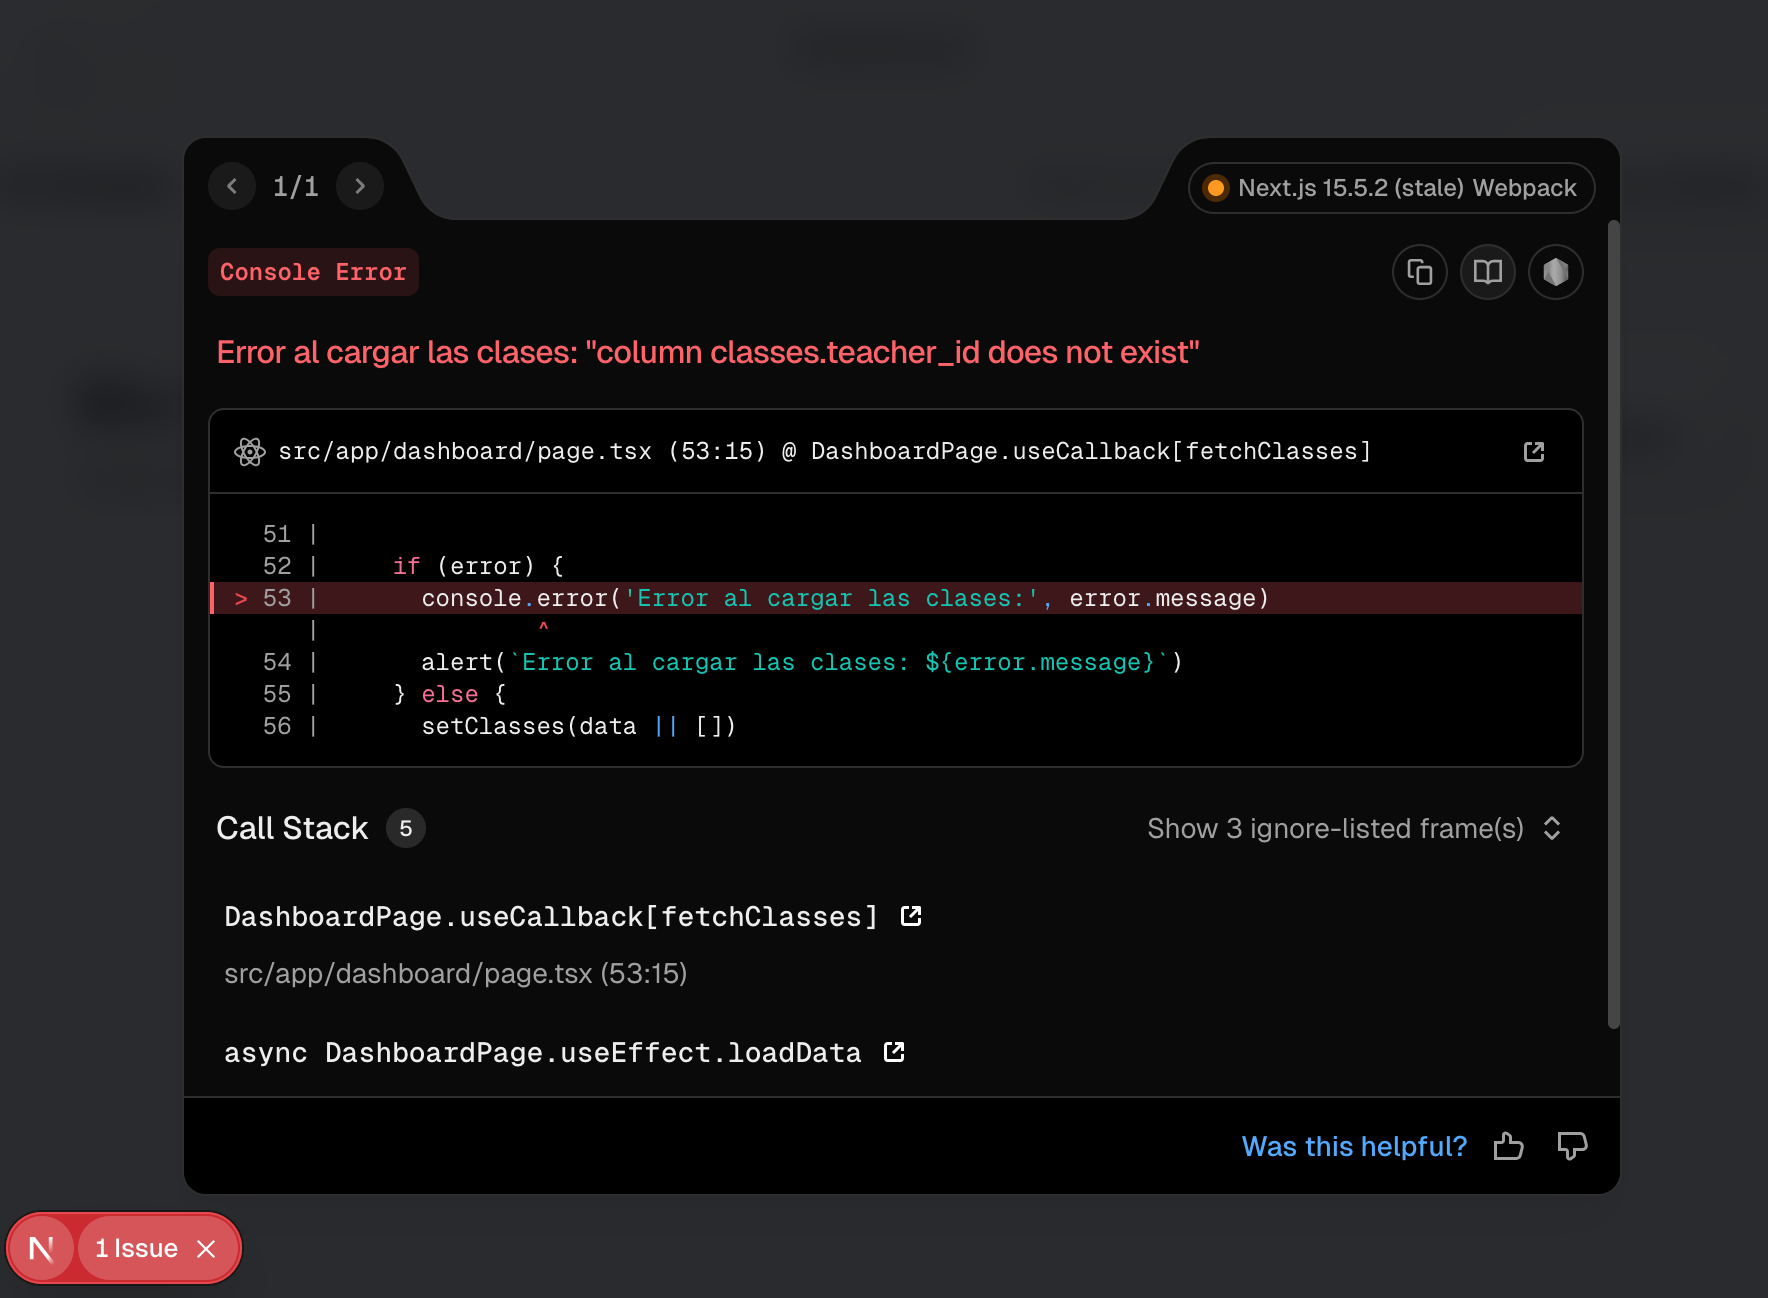 1/1
Next.js 15.5.2 (stale) Webpack
Console Error
Error al cargar las clases: "column classes.teacher_id does not exist"
src/app/dashboard/page.tsx (53:15) @ DashboardPage.useCallback[fetchClasses]
51 |
52 |     if (error) {
> 53 |       console.error('Error al cargar las clases:', error.message)
|               ^
54 |       alert(`Error al cargar las clases: ${error.message}`)
55 |     } else {
56 |       setClasses(data || [])
Call Stack 5
Show 3 ignore-listed frame(s)
DashboardPage.useCallback[fetchClasses]
src/app/dashboard/page.tsx (53:15)
async DashboardPage.useEffect.loadData
Was this helpful?
N 1 Issue